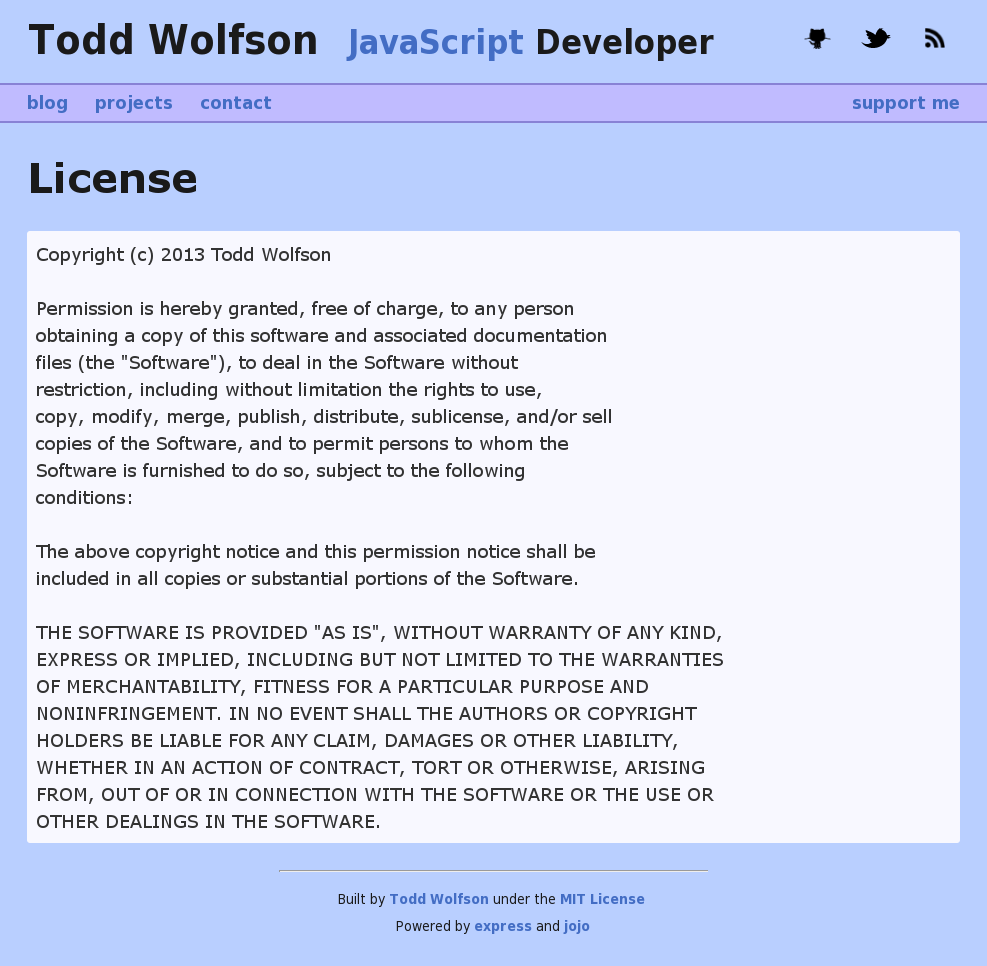 Todd Wolfson JavaScript Developer
blog projects contact support me
License
Copyright (c) 2013 Todd Wolfson
Permission is hereby granted, free of charge, to any person
obtaining a copy of this software and associated documentation
files (the "Software"), to deal in the Software without
restriction, including without limitation the rights to use,
copy, modify, merge, publish, distribute, sublicense, and/or sell
copies of the Software, and to permit persons to whom the
Software is furnished to do so, subject to the following
conditions:
The above copyright notice and this permission notice shall be
included in all copies or substantial portions of the Software.
THE SOFTWARE IS PROVIDED "AS IS", WITHOUT WARRANTY OF ANY KIND,
EXPRESS OR IMPLIED, INCLUDING BUT NOT LIMITED TO THE WARRANTIES
OF MERCHANTABILITY, FITNESS FOR A PARTICULAR PURPOSE AND
NONINFRINGEMENT. IN NO EVENT SHALL THE AUTHORS OR COPYRIGHT
HOLDERS BE LIABLE FOR ANY CLAIM, DAMAGES OR OTHER LIABILITY,
WHETHER IN AN ACTION OF CONTRACT, TORT OR OTHERWISE, ARISING
FROM, OUT OF OR IN CONNECTION WITH THE SOFTWARE OR THE USE OR
OTHER DEALINGS IN THE SOFTWARE.
Built by Todd Wolfson under the MIT License
Powered by express and jojo